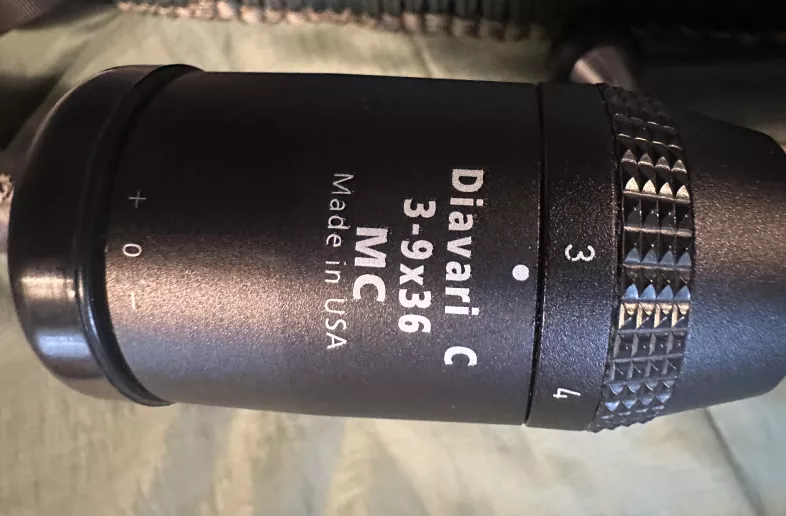 Diavari C
3-9x36
MC
Made in USA
+ 0 -
3
4